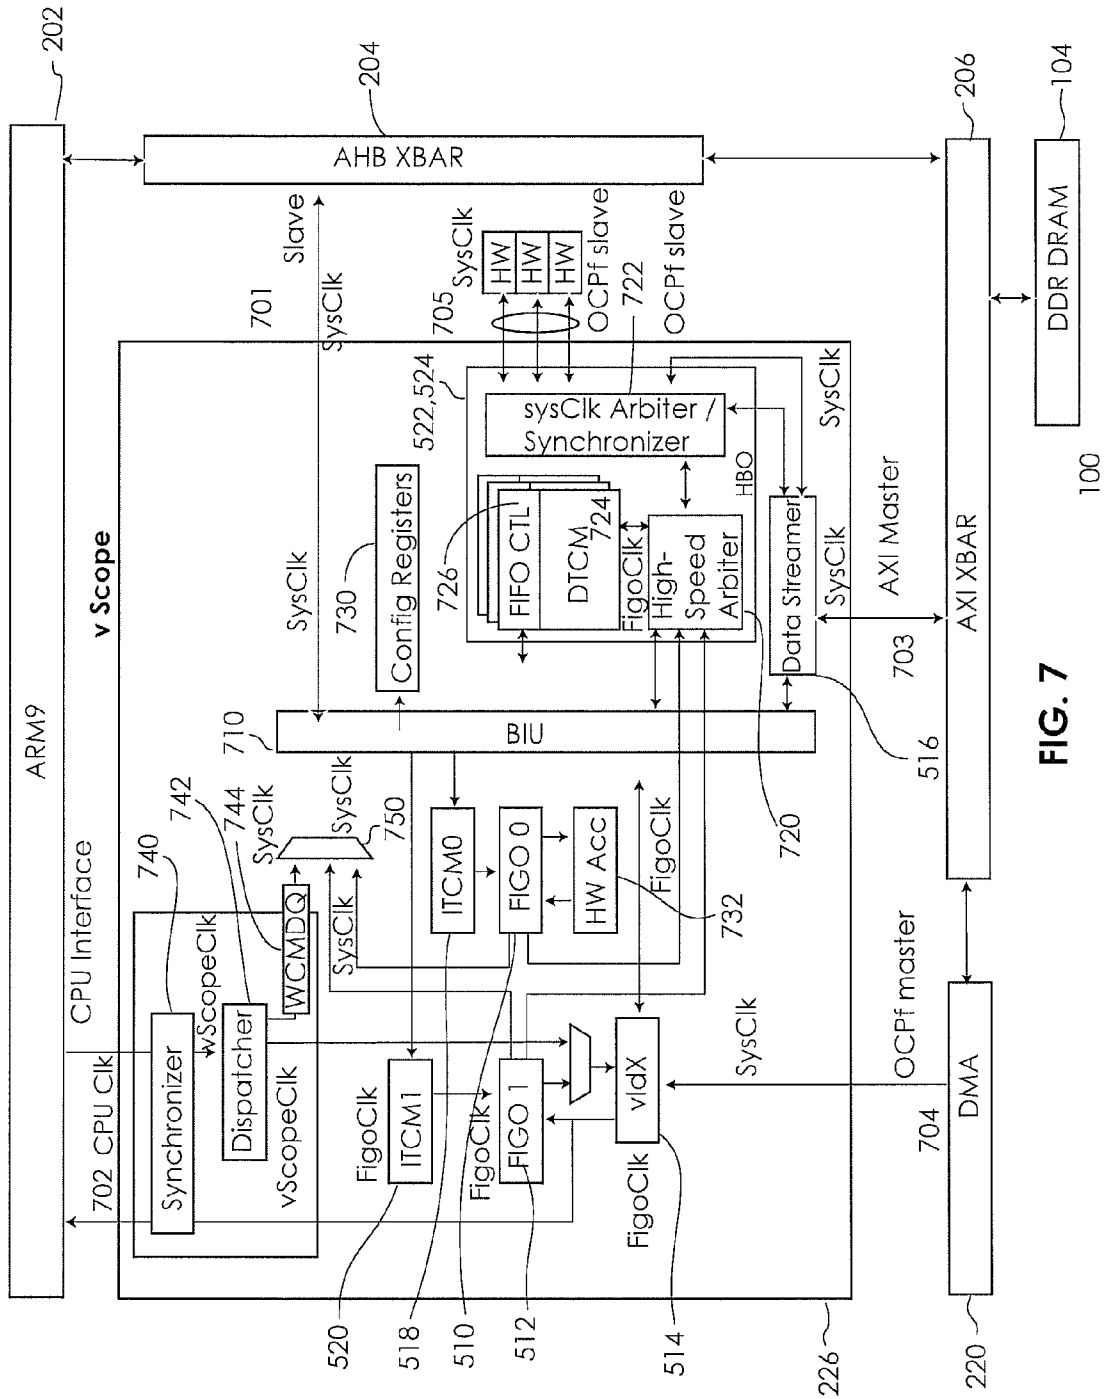 202
ARM9
CPU Interface
702 CPU Clk
204
AHB XBAR
v Scope
701
Slave
SysClk
SysClk
740
742
744
SysClk
SysClk
750
Synchronizer
vScopeClk
Dispatcher
vScopeClk
WCMDQ
SysClk
710
BIU
730
Config Registers
522,524
705
SysClk
HW
HW
HW
OCPf slave
OCPf slave
722
sysClk Arbiter /
Synchronizer
726
FIFO CTL
DTCM
724
FigoClk
High-
Speed
Arbiter
HBO
720
Data Streamer
SysClk
SysClk
516
AXI Master
703
FigoClk
ITCM1
520
ITCM0
518
FIGO 0
510
HW Acc
732
FigoClk
FigoClk
FIGO 1
512
vldX
FigoClk
514
SysClk
226
OCPf master
704
DMA
220
AXI XBAR
206
DDR DRAM
104
100
FIG. 7